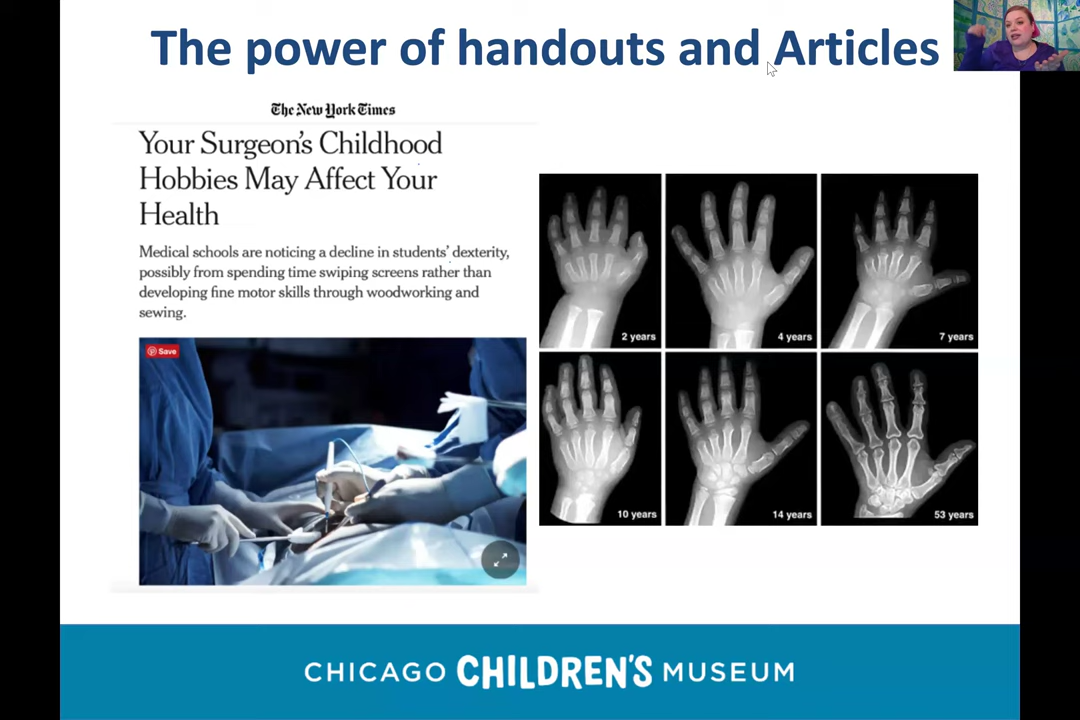 The power of handouts and Articles
The New York Times
Your Surgeon's Childhood
Hobbies May Affect Your
Health
Medical schools are noticing a decline in students' dexterity,
possibly from spending time swiping screens rather than
developing fine motor skills through woodworking and
sewing.
Save
2 years
4 years
7 years
10 years
14 years
53 years
CHICAGO CHILDREN'S MUSEUM